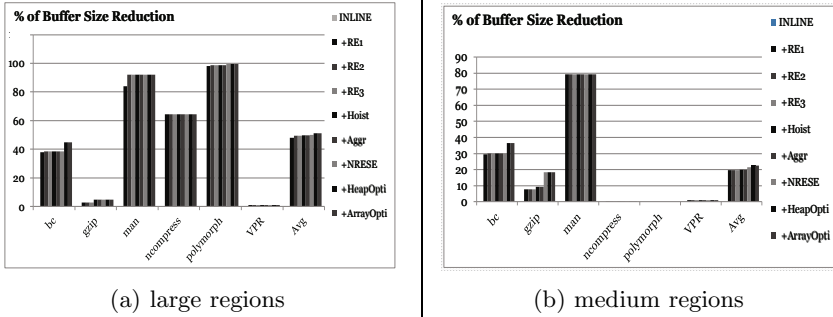 % of Buffer Size Reduction
100
80
60
40
20
0
bc
gzip
man
ncompress
polymorph
VPR
Avg
INLINE
+RE1
+RE2
+RE3
+Hoist
+Aggr
+NRESE
+HeapOpti
+ArrayOpti
(a) large regions
% of Buffer Size Reduction
90
80
70
60
50
40
30
20
10
0
bc
gzip
man
ncompress
polymorph
VPR
Avg
INLINE
+RE1
+RE2
+RE3
+Hoist
+Aggr
+NRESE
+HeapOpti
+ArrayOpti
(b) medium regions